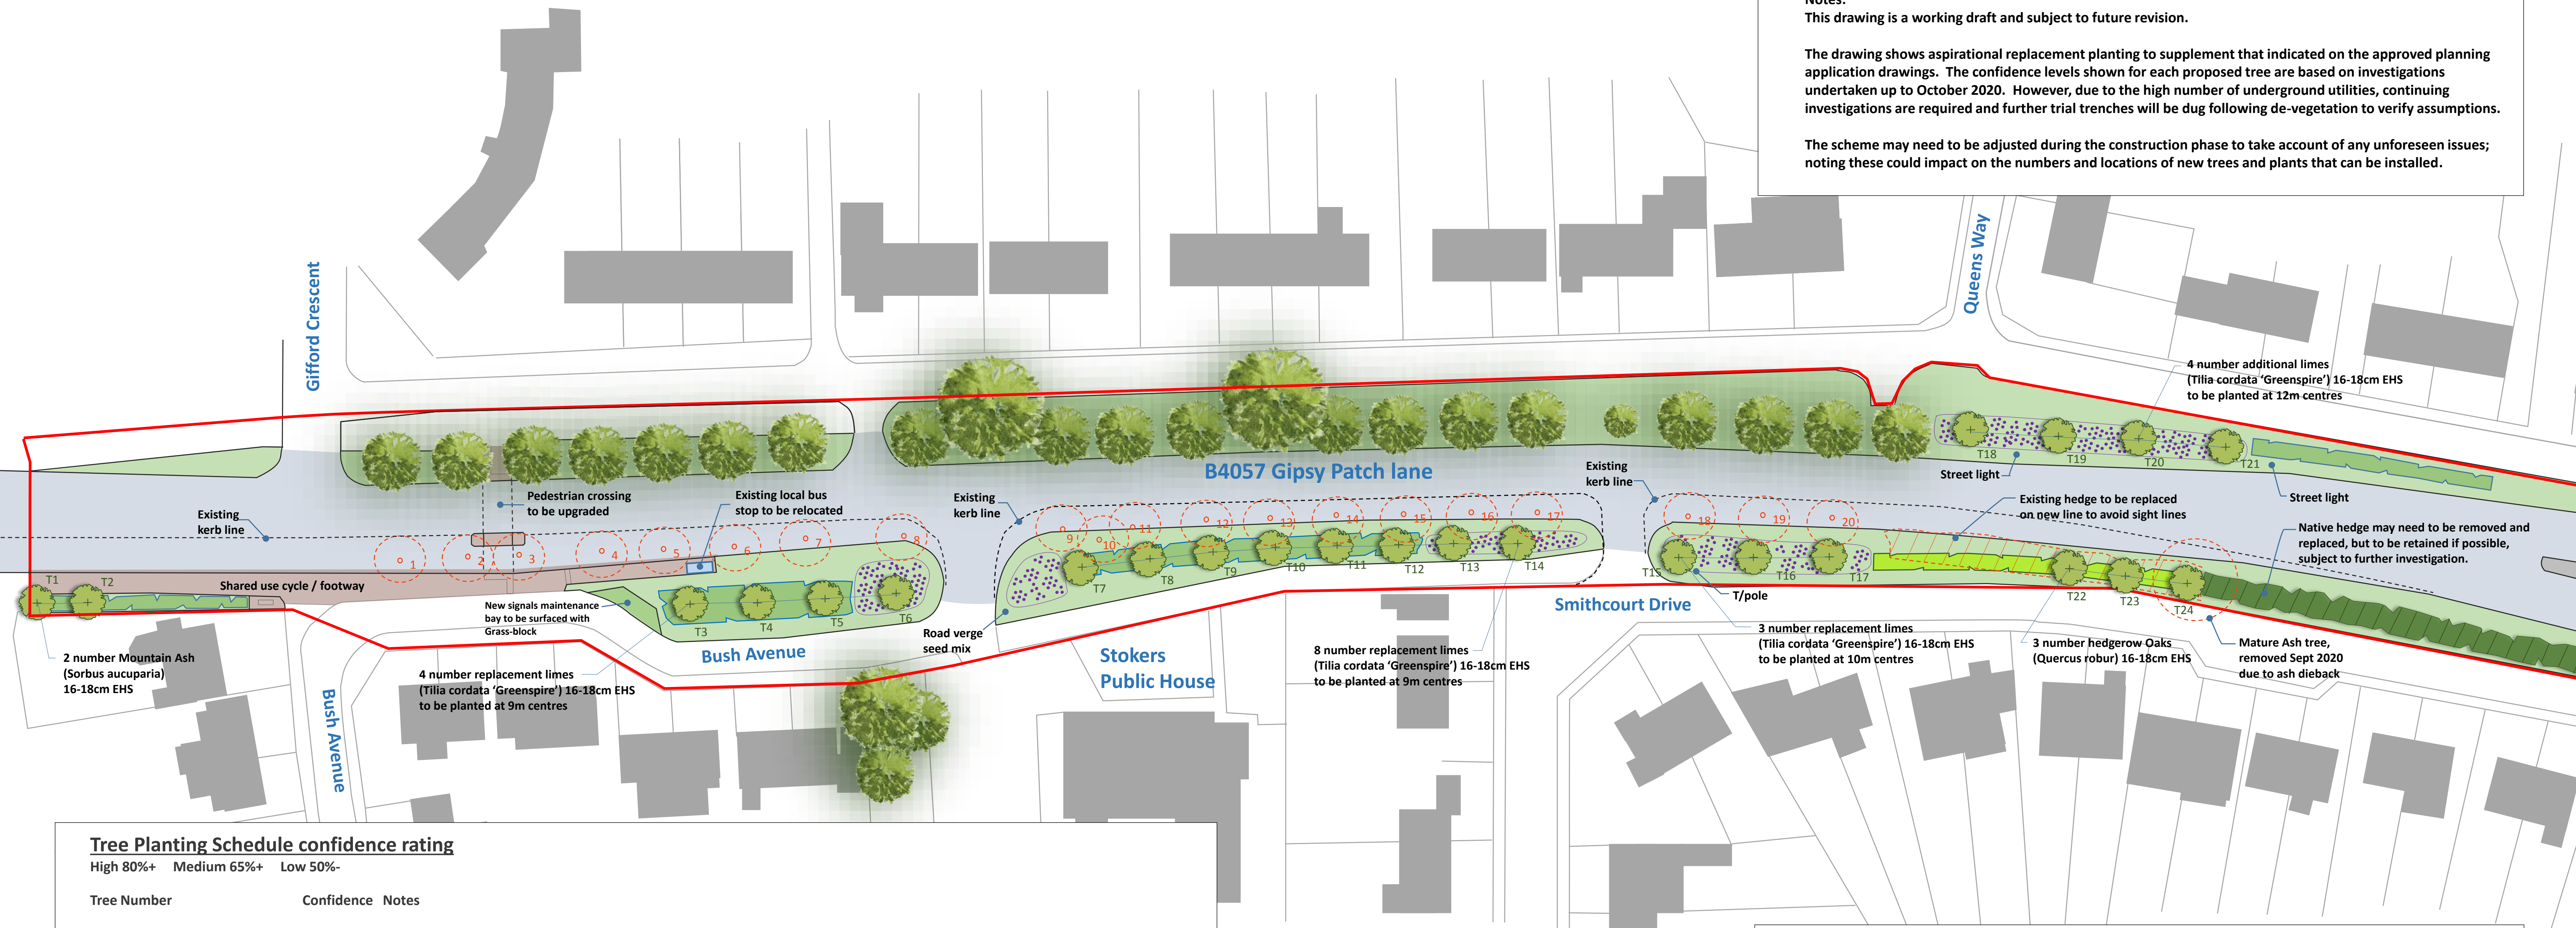 Notes:
This drawing is a working draft and subject to future revision.
The drawing shows aspirational replacement planting to supplement that indicated on the approved planning
application drawings. The confidence levels shown for each proposed tree are based on investigations
undertaken up to October 2020. However, due to the high number of underground utilities, continuing
investigations are required and further trial trenches will be dug following de-vegetation to verify assumptions.
The scheme may need to be adjusted during the construction phase to take account of any unforeseen issues;
noting these could impact on the numbers and locations of new trees and plants that can be installed.
Gifford Crescent
Queens Way
4 number additional limes
(Tilia cordata ‘Greenspire’) 16-18cm EHS
to be planted at 12m centres
T18
T19
T20
T21
Street light
Street light
B4057 Gipsy Patch lane
Existing
kerb line
Pedestrian crossing
to be upgraded
Existing local bus
stop to be relocated
Existing
kerb line
Existing
kerb line
Existing hedge to be replaced
on new line to avoid sight lines
Native hedge may need to be removed and
replaced, but to be retained if possible,
subject to further investigation.
1
2
3
4
5
6
7
8
9
10
11
12
13
14
15
16
17
18
19
20
T1
T2
Shared use cycle / footway
New signals maintenance
bay to be surfaced with
Grass-block
T3
T4
T5
T6
T7
T8
T9
T10
T11
T12
T13
T14
T15
T16
T17
T22
T23
T24
T/pole
Smithcourt Drive
Road verge
seed mix
2 number Mountain Ash
(Sorbus aucuparia)
16-18cm EHS
4 number replacement limes
(Tilia cordata ‘Greenspire’) 16-18cm EHS
to be planted at 9m centres
Bush Avenue
Bush Avenue
Stokers
Public House
8 number replacement limes
(Tilia cordata ‘Greenspire’) 16-18cm EHS
to be planted at 9m centres
3 number replacement limes
(Tilia cordata ‘Greenspire’) 16-18cm EHS
to be planted at 10m centres
3 number hedgerow Oaks
(Quercus robur) 16-18cm EHS
Mature Ash tree,
removed Sept 2020
due to ash dieback
Tree Planting Schedule confidence rating
High 80%+ Medium 65%+ Low 50%-
Tree Number Confidence Notes